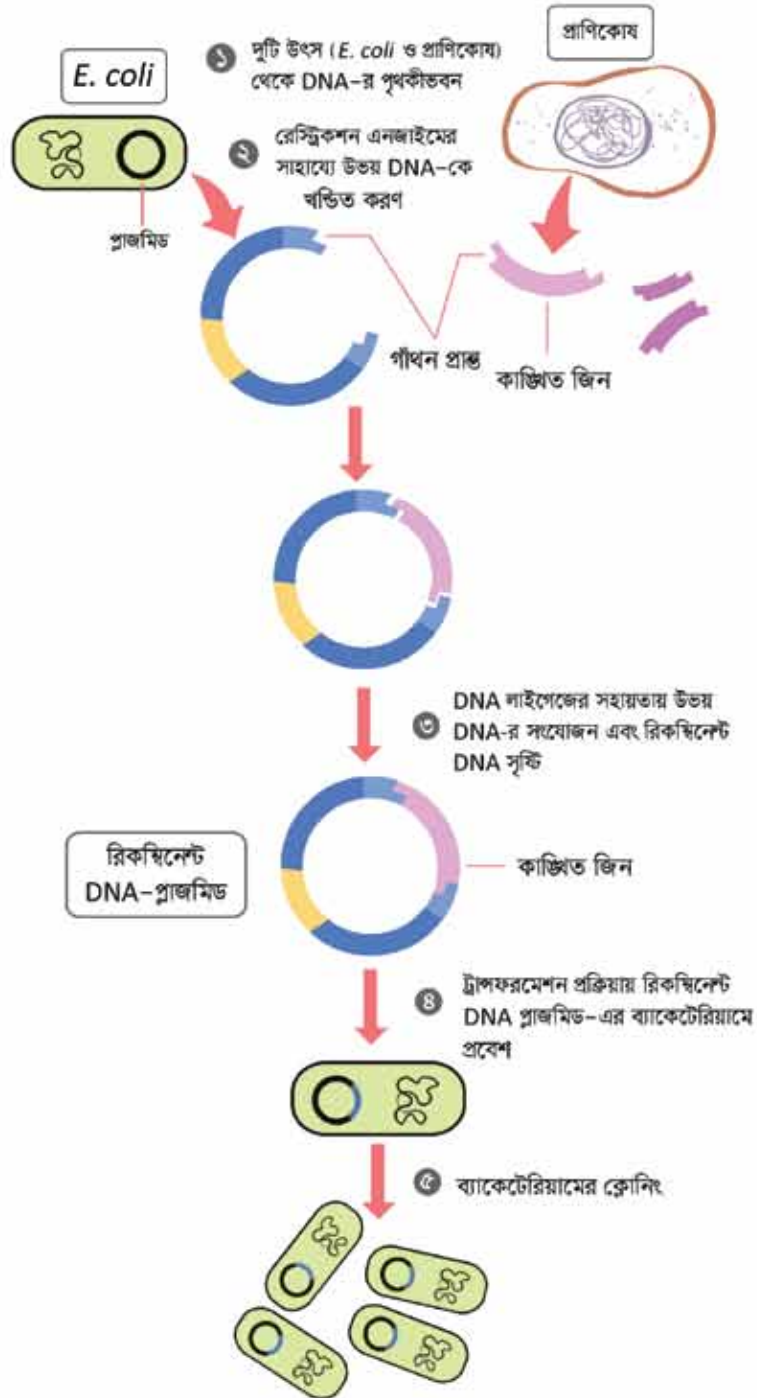 E. coli
১ দুটি উৎস (E. coli ও প্রাণিকোষ)
থেকে DNA-র পৃথকীভবন
প্রাণিকোষ
২ রেস্ট্রিকশন এনজাইমের
সাহায্যে উভয় DNA-কে
খন্ডিত করণ
প্লাজমিড
গাঁথন প্রান্ত
কাঙ্খিত জিন
৩ DNA লাইগেজের সহায়তায় উভয়
DNA-র সংযোজন এবং রিকম্বিনেন্ট
DNA সৃষ্টি
রিকম্বিনেন্ট
DNA-প্লাজমিড
কাঙ্খিত জিন
৪ ট্রান্সফরমেশন প্রক্রিয়ায় রিকম্বিনেন্ট
DNA প্লাজমিড-এর ব্যাকেটেরিয়ামে
প্রবেশ
৫ ব্যাকেটেরিয়ামের ক্লোনিং